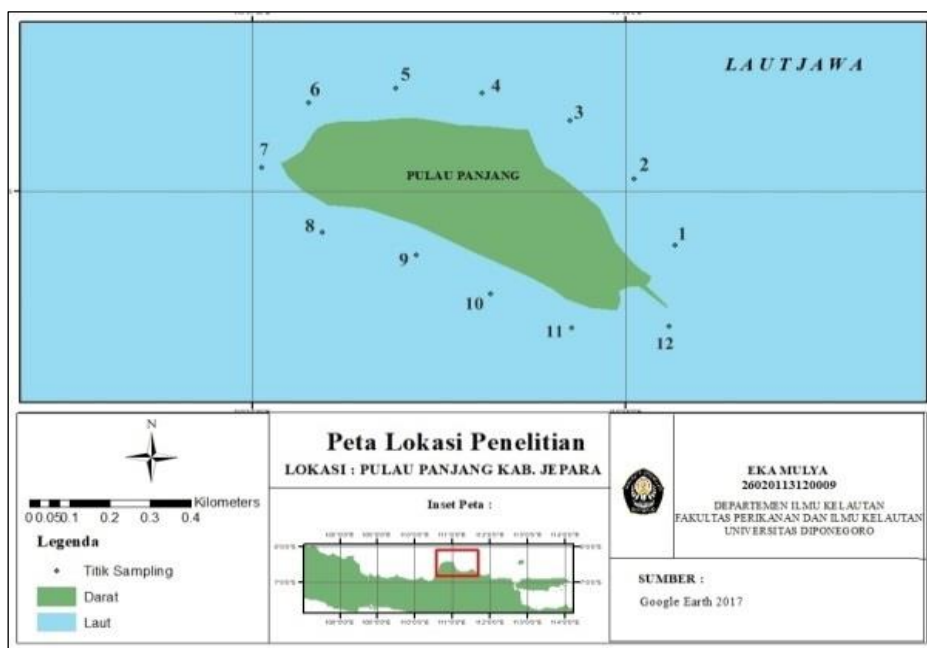 LAUT JAWA
5
4
6
3
7
PULAU PANJANG
2
8
1
9
10
11
12
N
Kilometers
0 0.05 0.1 0.2 0.3 0.4
Legenda
Titik Sampling
Darat
Laut
Peta Lokasi Penelitian
LOKASI : PULAU PANJANG KAB. JEPARA
Inset Peta :
EKA MULYA
26020113120009
DEPARTEMEN ILMU KELAUTAN
FAKULTAS PERIKANAN DAN ILMU KELAUTAN
UNIVERSITAS DIPONEGORO
SUMBER :
Google Earth 2017